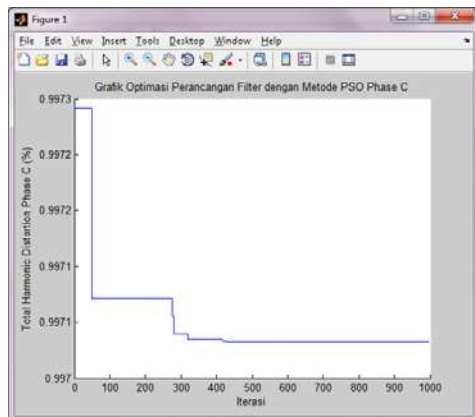 Figure 1
File Edit View Insert Tools Desktop Window Help
Grafik Optimasi Perancangan Filter dengan Metode PSO Phase C
Total Harmonic Distartion Phase C (%)
0.9973
0.9972
0.9972
0.9971
0.9971
0.997
0 100 200 300 400 500 600 700 800 900 1000
Iterasi